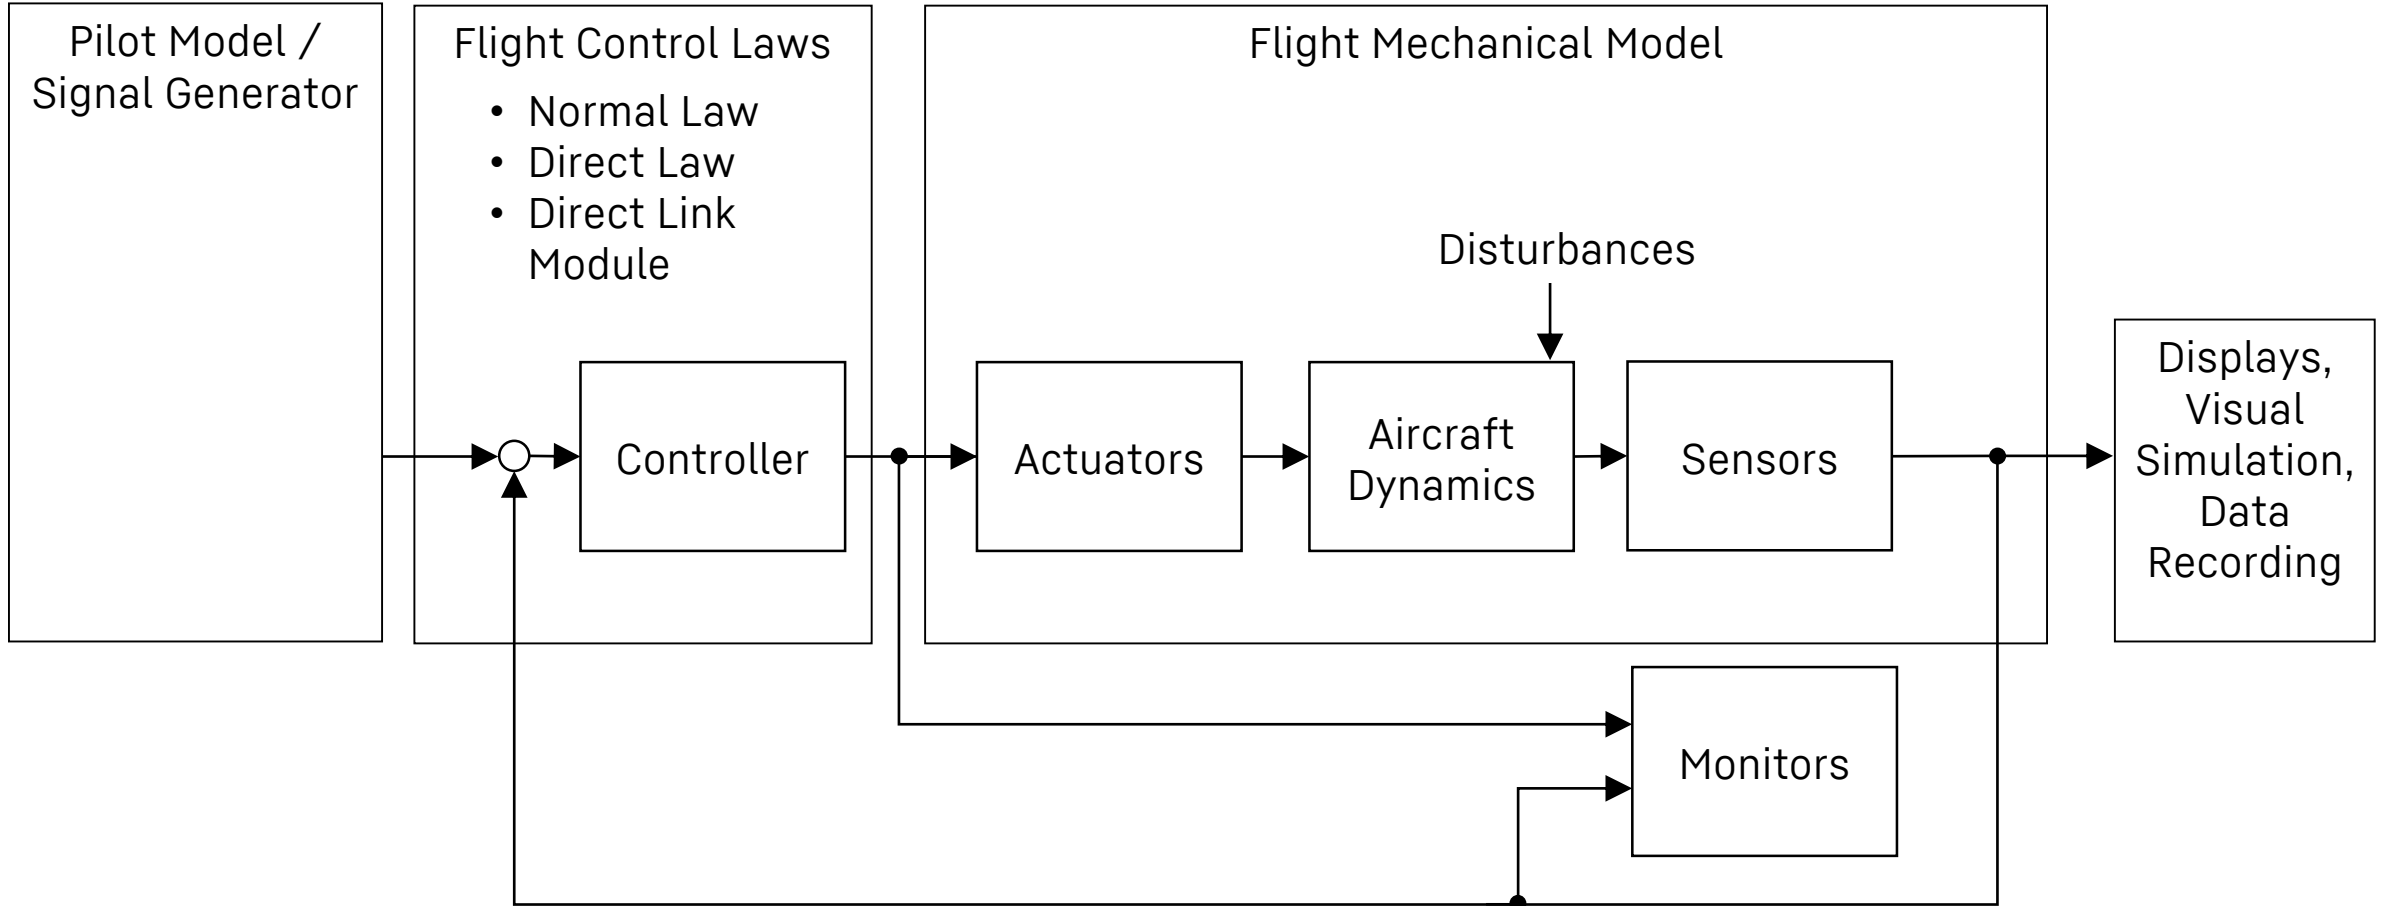 Pilot Model /
Signal Generator
Flight Control Laws
• Normal Law
• Direct Law
• Direct Link
Module
Flight Mechanical Model
Disturbances
Controller
Actuators
Aircraft
Dynamics
Sensors
Displays,
Visual
Simulation,
Data
Recording
Monitors